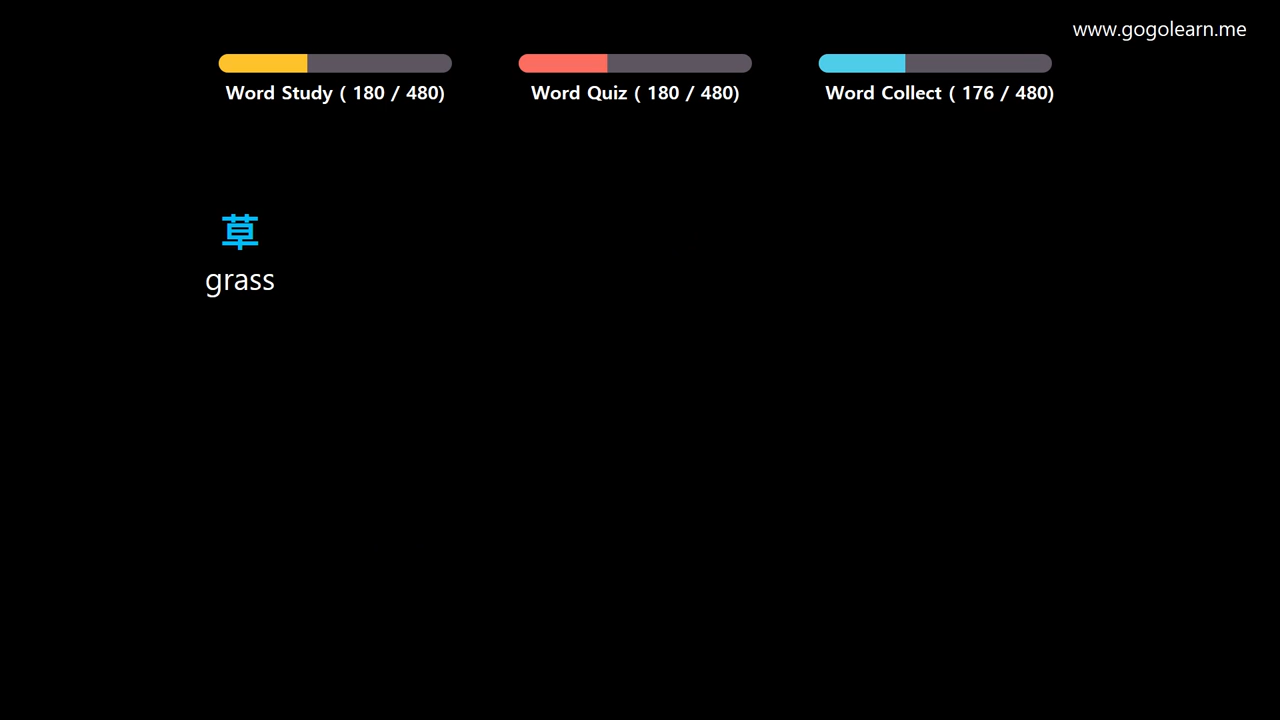 www.gogolearn.me
Word Study ( 180 / 480)
Word Quiz ( 180 / 480)
Word Collect ( 176 / 480)
草
grass